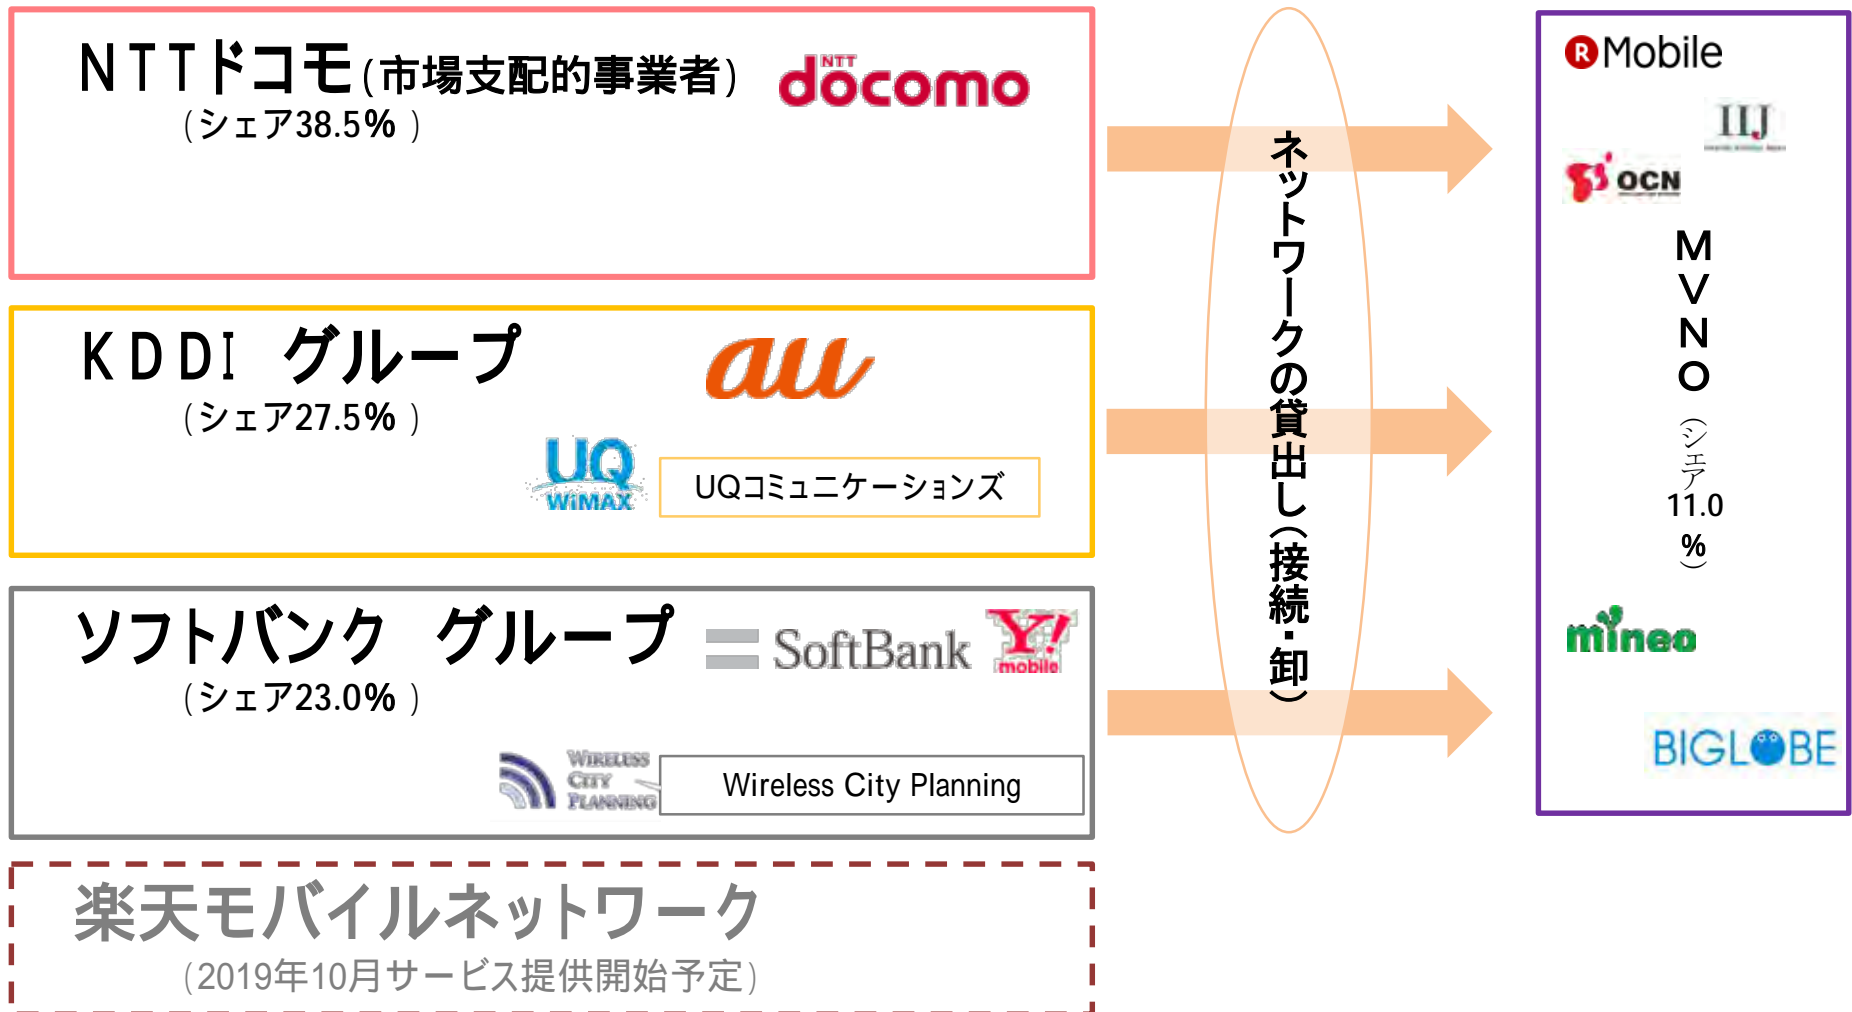 NTTドコモ(市場支配的事業者)
NTT
döcomo
(シェア38.5% )
KDDI グループ
au
(シェア27.5% )
UQ
WiMAX
UQコミュニケーションズ
ソフトバンク グループ
SoftBank
Y!
mobile
(シェア23.0% )
WIRELESS
CITY
PLANNING
Wireless City Planning
楽天モバイルネットワーク
(2019年10月サービス提供開始予定)
ネットワークの貸出し(接続・卸)
R Mobile
IIJ
OCN
MVNO(シェア11.0%)
mineo
BIGLOBE